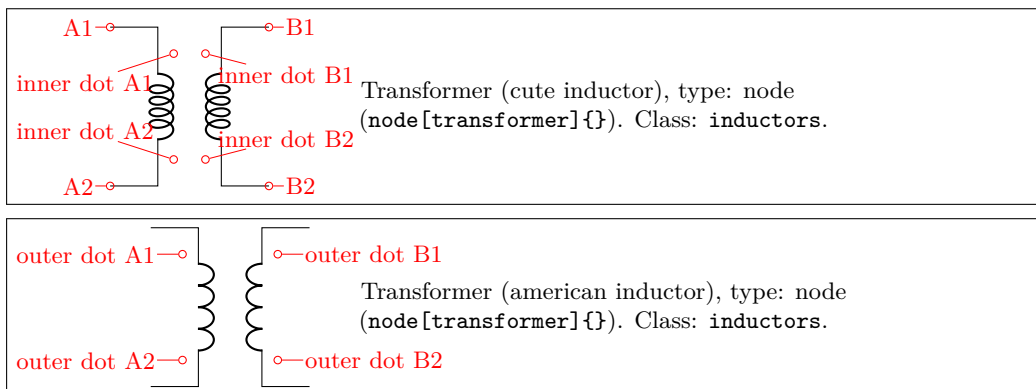 A1
B1
inner dot A1
inner dot B1
Transformer (cute inductor), type: node
(node[transformer]{}). Class: inductors.
inner dot A2
inner dot B2
A2
B2
outer dot A1
outer dot B1
Transformer (american inductor), type: node
(node[transformer]{}). Class: inductors.
outer dot A2
outer dot B2